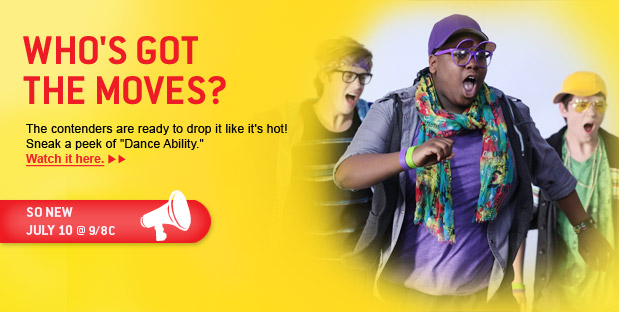 WHO'S GOT
THE MOVES?
The contenders are ready to drop it like it's hot!
Sneak a peek of "Dance Ability."
Watch it here.
SO NEW
JULY 10 @ 9/8C